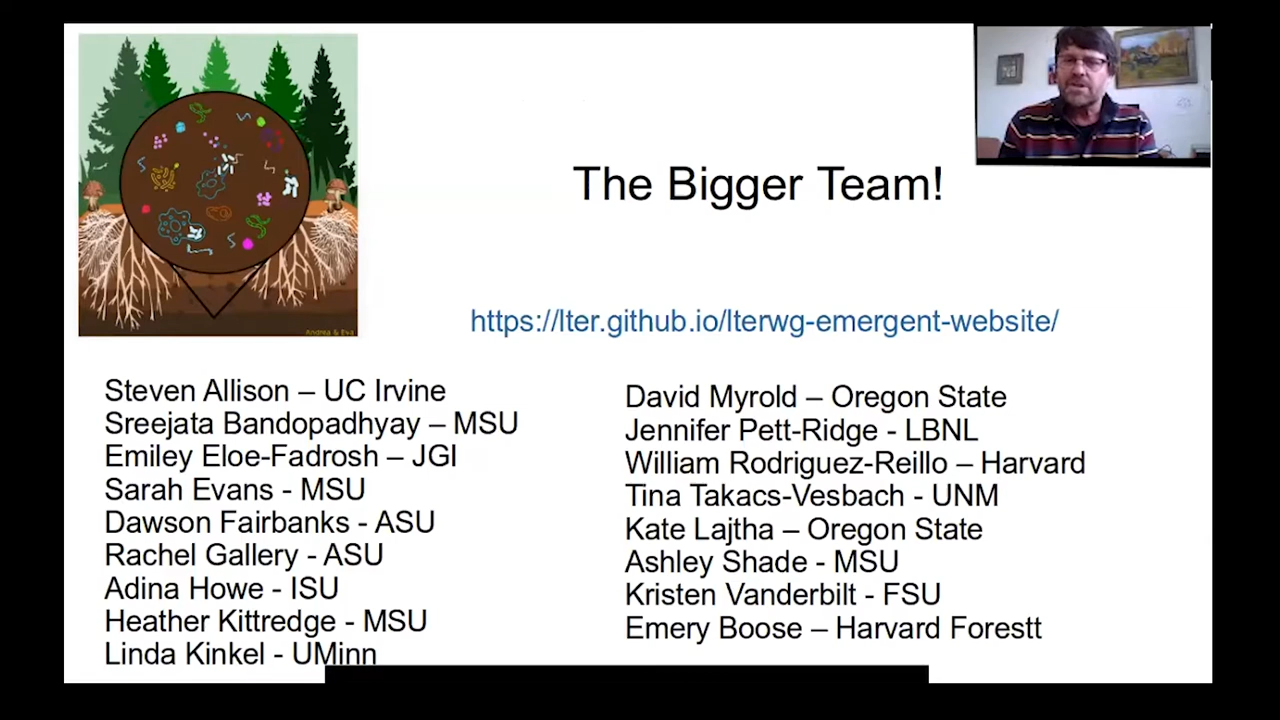 The Bigger Team!
https://lter.github.io/lterwg-emergent-website/
Andrea & Eva
Steven Allison – UC Irvine
Sreejata Bandopadhyay – MSU
Emiley Eloe-Fadrosh – JGI
Sarah Evans - MSU
Dawson Fairbanks - ASU
Rachel Gallery - ASU
Adina Howe - ISU
Heather Kittredge - MSU
Linda Kinkel - UMinn
David Myrold – Oregon State
Jennifer Pett-Ridge - LBNL
William Rodriguez-Reillo – Harvard
Tina Takacs-Vesbach - UNM
Kate Lajtha – Oregon State
Ashley Shade - MSU
Kristen Vanderbilt - FSU
Emery Boose – Harvard Forestt